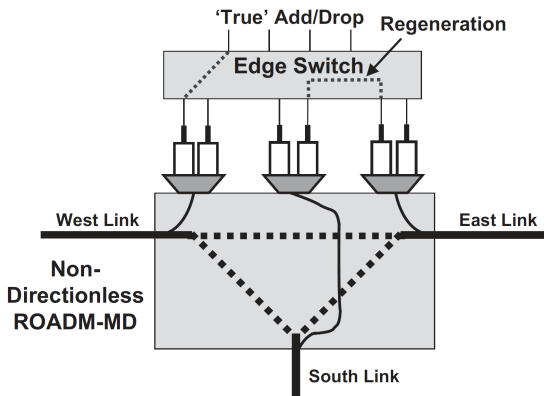 ‘True’ Add/Drop
Regeneration
Edge Switch
West Link
East Link
Non-
Directionless
ROADM-MD
South Link